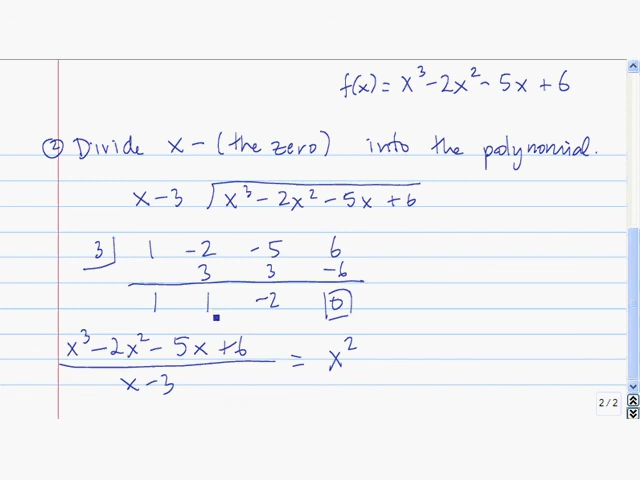 f(x) = x³ - 2x² - 5x + 6
② Divide x - (the zero) into the polynomial.
x - 3 ⟌ x³ - 2x² - 5x + 6
3 | 1 -2 -5 6
3 3 -6
1 1 -2 0
x³ - 2x² - 5x + 6
= x²
x - 3
2 / 2